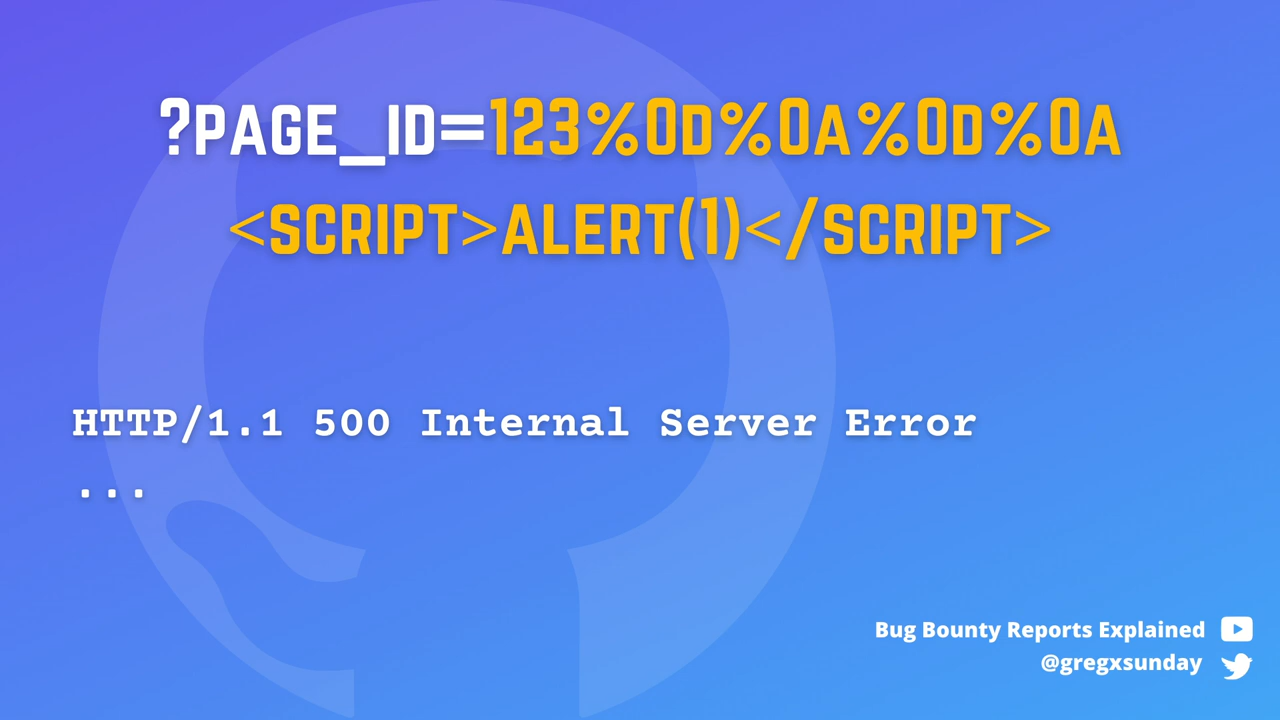 ?PAGE_ID=123%0D%0A%0D%0A
<SCRIPT>ALERT(1)</SCRIPT>
HTTP/1.1 500 Internal Server Error
...
Bug Bounty Reports Explained
@gregxsunday